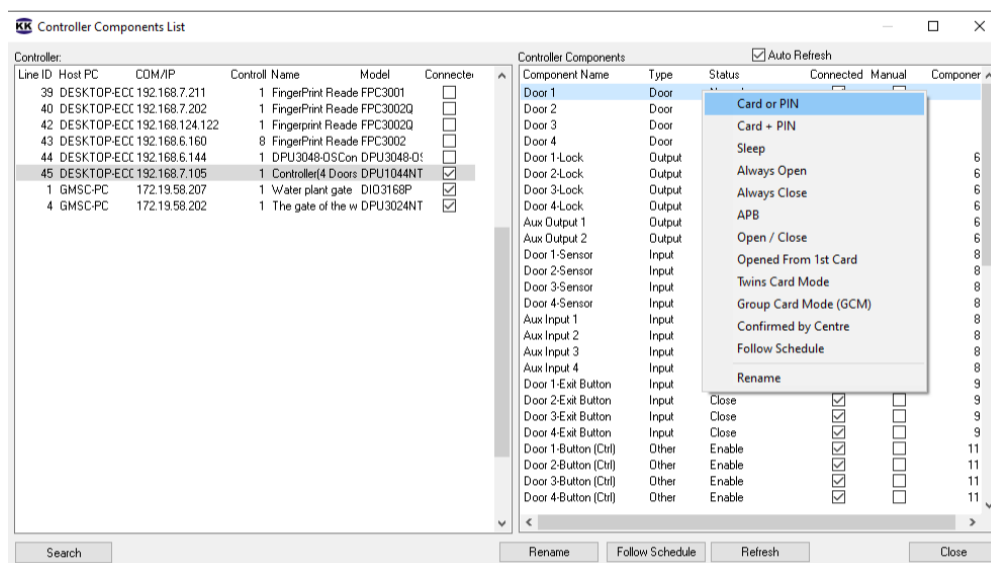 KK Controller Components List
Controller:
Line ID Host PC COM/IP Controll Name Model Connecte
39 DESKTOP-ECC 192.168.7.211 1 FingerPrint Reade FPC3001
40 DESKTOP-ECC 192.168.7.202 1 Fingerprint Reade FPC3002Q
42 DESKTOP-ECC 192.168.124.122 1 Fingerprint Reade FPC3002Q
43 DESKTOP-ECC 192.168.6.160 8 FingerPrint Reade FPC3002
44 DESKTOP-ECC 192.168.6.144 1 DPU3048-OSCon DPU3048-OS
45 DESKTOP-ECC 192.168.7.105 1 Controller(4 Doors DPU1044NT
1 GMSC-PC 172.19.58.207 1 Water plant gate DIO3168P
4 GMSC-PC 172.19.58.202 1 The gate of the w DPU3024NT
Search
Controller Components Auto Refresh
Component Name Type Status Connected Manual Componer
Door 1 Door
Door 2 Door
Door 3 Door
Door 4 Door
Door 1-Lock Output 6
Door 2-Lock Output 6
Door 3-Lock Output 6
Door 4-Lock Output 6
Aux Output 1 Output 6
Aux Output 2 Output 6
Door 1-Sensor Input 8
Door 2-Sensor Input 8
Door 3-Sensor Input 8
Door 4-Sensor Input 8
Aux Input 1 Input 8
Aux Input 2 Input 8
Aux Input 3 Input 8
Aux Input 4 Input 8
Door 1-Exit Button Input 9
Door 2-Exit Button Input Close 9
Door 3-Exit Button Input Close 9
Door 4-Exit Button Input Close 9
Door 1-Button (Ctrl) Other Enable 11
Door 2-Button (Ctrl) Other Enable 11
Door 3-Button (Ctrl) Other Enable 11
Door 4-Button (Ctrl) Other Enable 11
Card or PIN
Card + PIN
Sleep
Always Open
Always Close
APB
Open / Close
Opened From 1st Card
Twins Card Mode
Group Card Mode (GCM)
Confirmed by Centre
Follow Schedule
Rename
Rename Follow Schedule Refresh Close